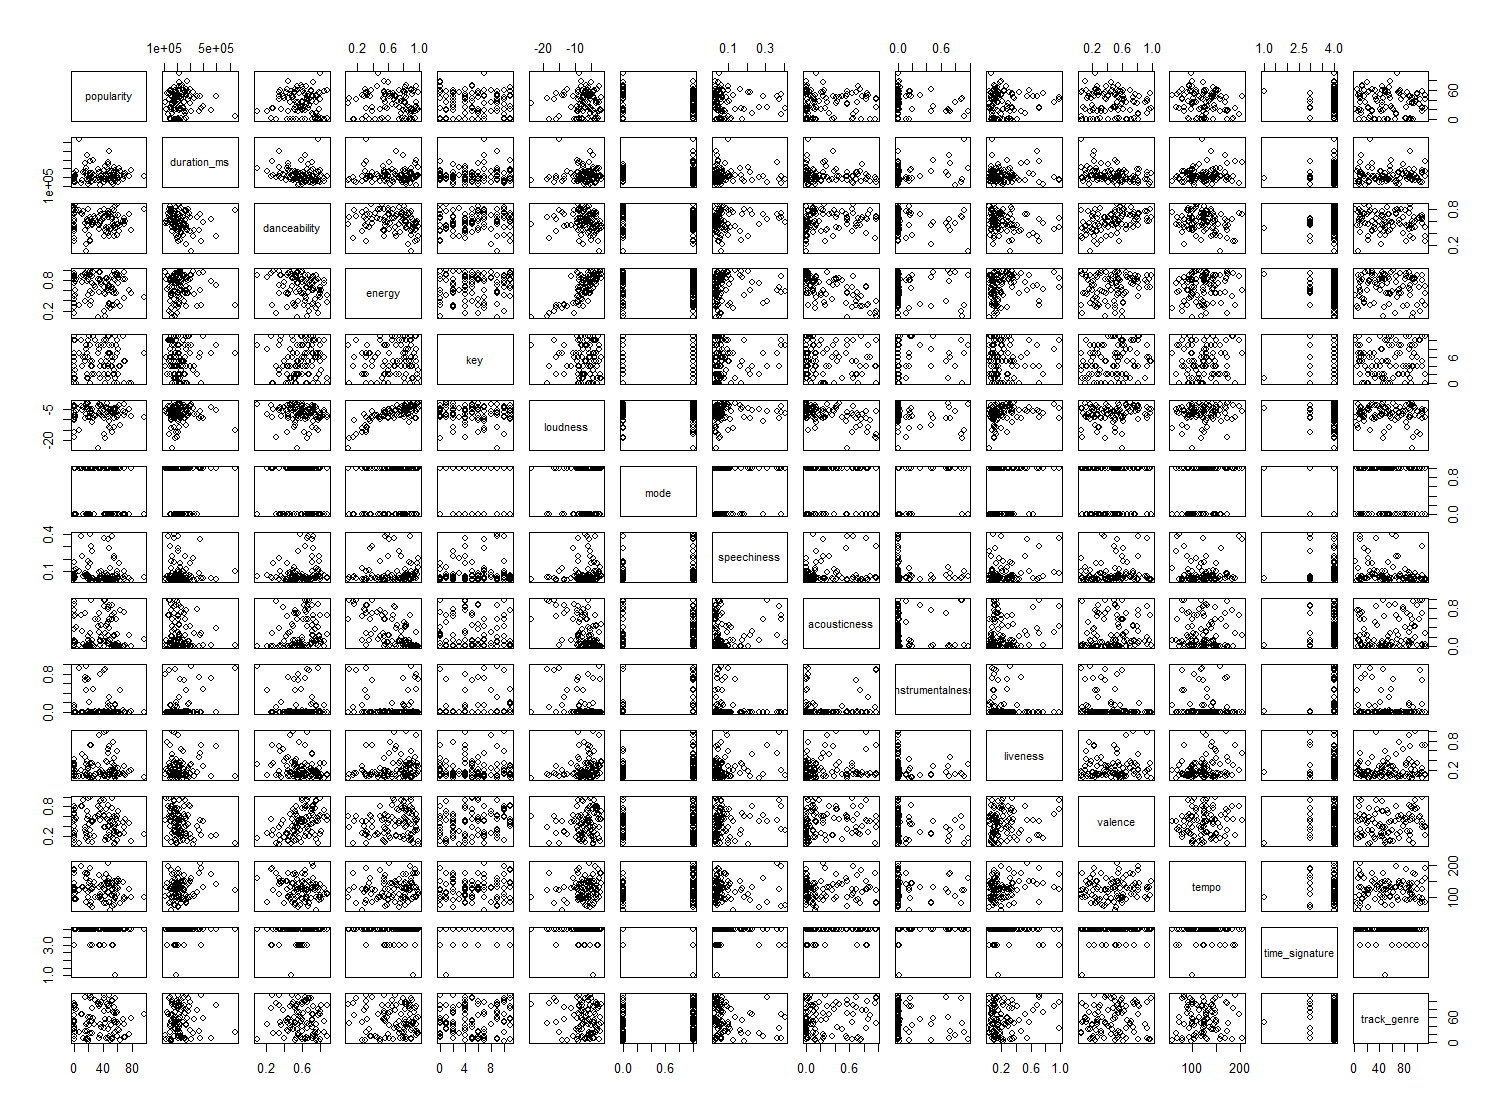 0.2 0.6 1.0
-20 -10
0.1 0.3
0.0 0.6
0.2 0.6 1.0
1.0 2.5 4.0
1e+05 5e+05
popularity
0 60
duration_ms
1e+05
danceability
0.2 0.8
energy
0.2 0.8
key
0 6
loudness
-20 -5
mode
0.0 0.8
speechiness
0.1 0.4
acousticness
0.0 0.8
nstrumentalness
0.0 0.8
liveness
0.2 0.8
valence
0.2 0.8
tempo
100 200
time_signature
1.0 3.0
track_genre
0 60
0 40 80
0.2 0.6
0 4 8
0.0 0.6
0.0 0.6
0.2 0.6 1.0
100 200
0 40 80